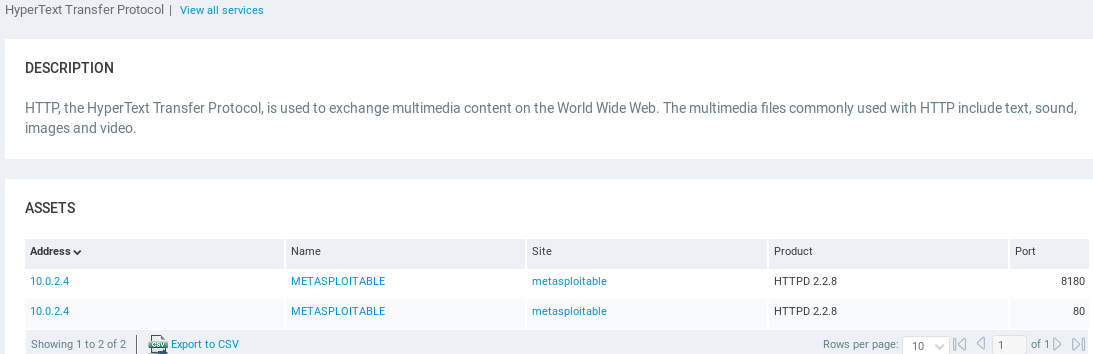 HyperText Transfer Protocol | View all services
DESCRIPTION
HTTP, the HyperText Transfer Protocol, is used to exchange multimedia content on the World Wide Web. The multimedia files commonly used with HTTP include text, sound,
images and video.
ASSETS
Address Name Site Product Port
10.0.2.4 METASPLOITABLE metasploitable HTTPD 2.2.8 8180
10.0.2.4 METASPLOITABLE metasploitable HTTPD 2.2.8 80
Showing 1 to 2 of 2 CSV Export to CSV Rows per page: 10 1 of 1